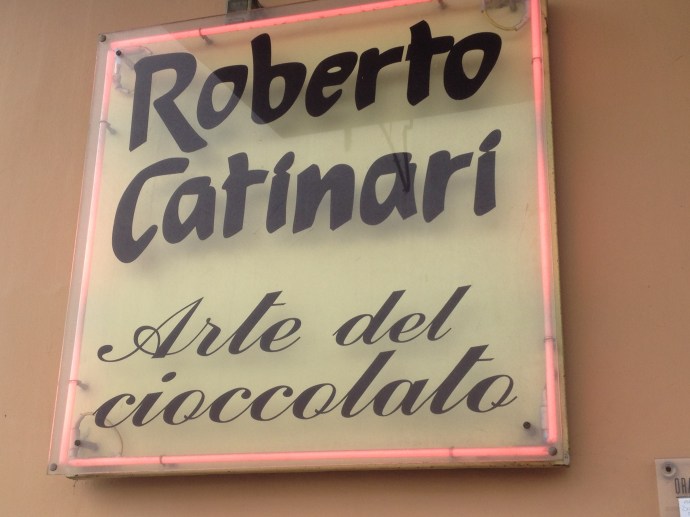 Roberto
Catinari
Arte del
cioccolato